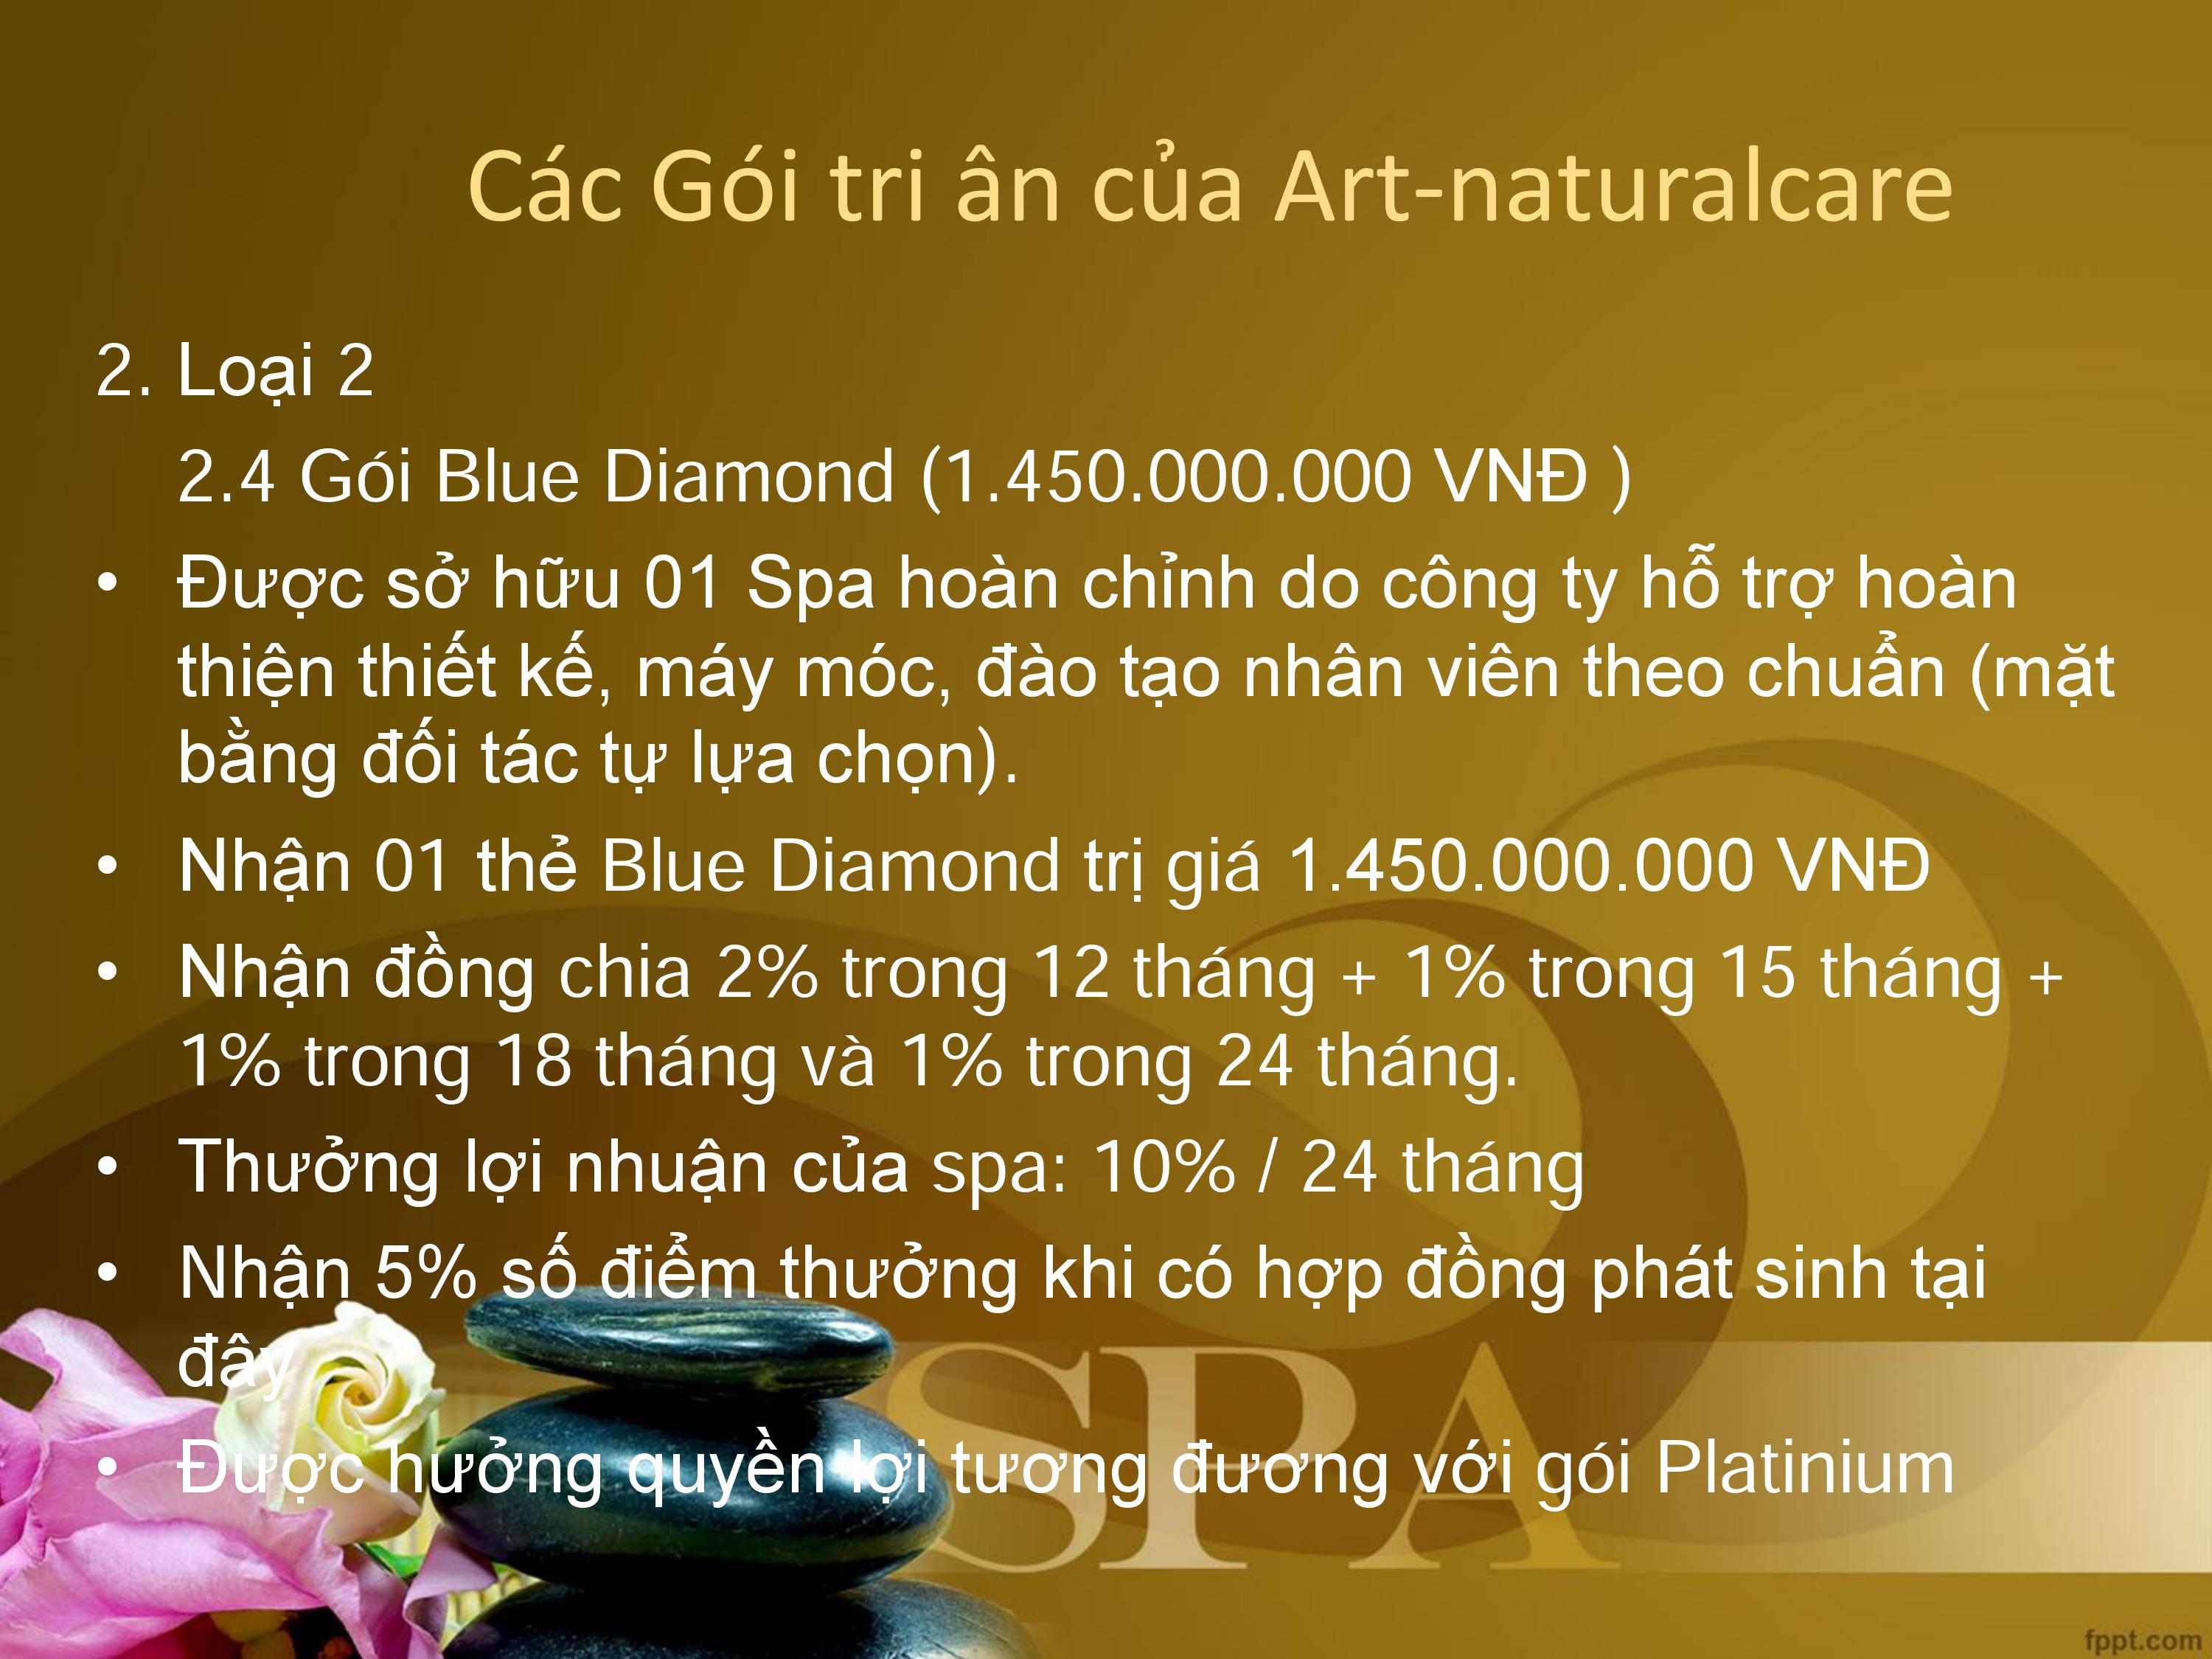 Các Gói tri ân của Art-naturalcare
2. Loại 2
2.4 Gói Blue Diamond (1.450.000.000 VNĐ )
• Được sở hữu 01 Spa hoàn chỉnh do công ty hỗ trợ hoàn
thiện thiết kế, máy móc, đào tạo nhân viên theo chuẩn (mặt
bằng đối tác tự lựa chọn).
• Nhận 01 thẻ Blue Diamond trị giá 1.450.000.000 VNĐ
• Nhận đồng chia 2% trong 12 tháng + 1% trong 15 tháng +
1% trong 18 tháng và 1% trong 24 tháng.
• Thưởng lợi nhuận của spa: 10% / 24 tháng
• Nhận 5% số điểm thưởng khi có hợp đồng phát sinh tại
đây
• Được hưởng quyền lợi tương đương với gói Platinium
SPA
fppt.com